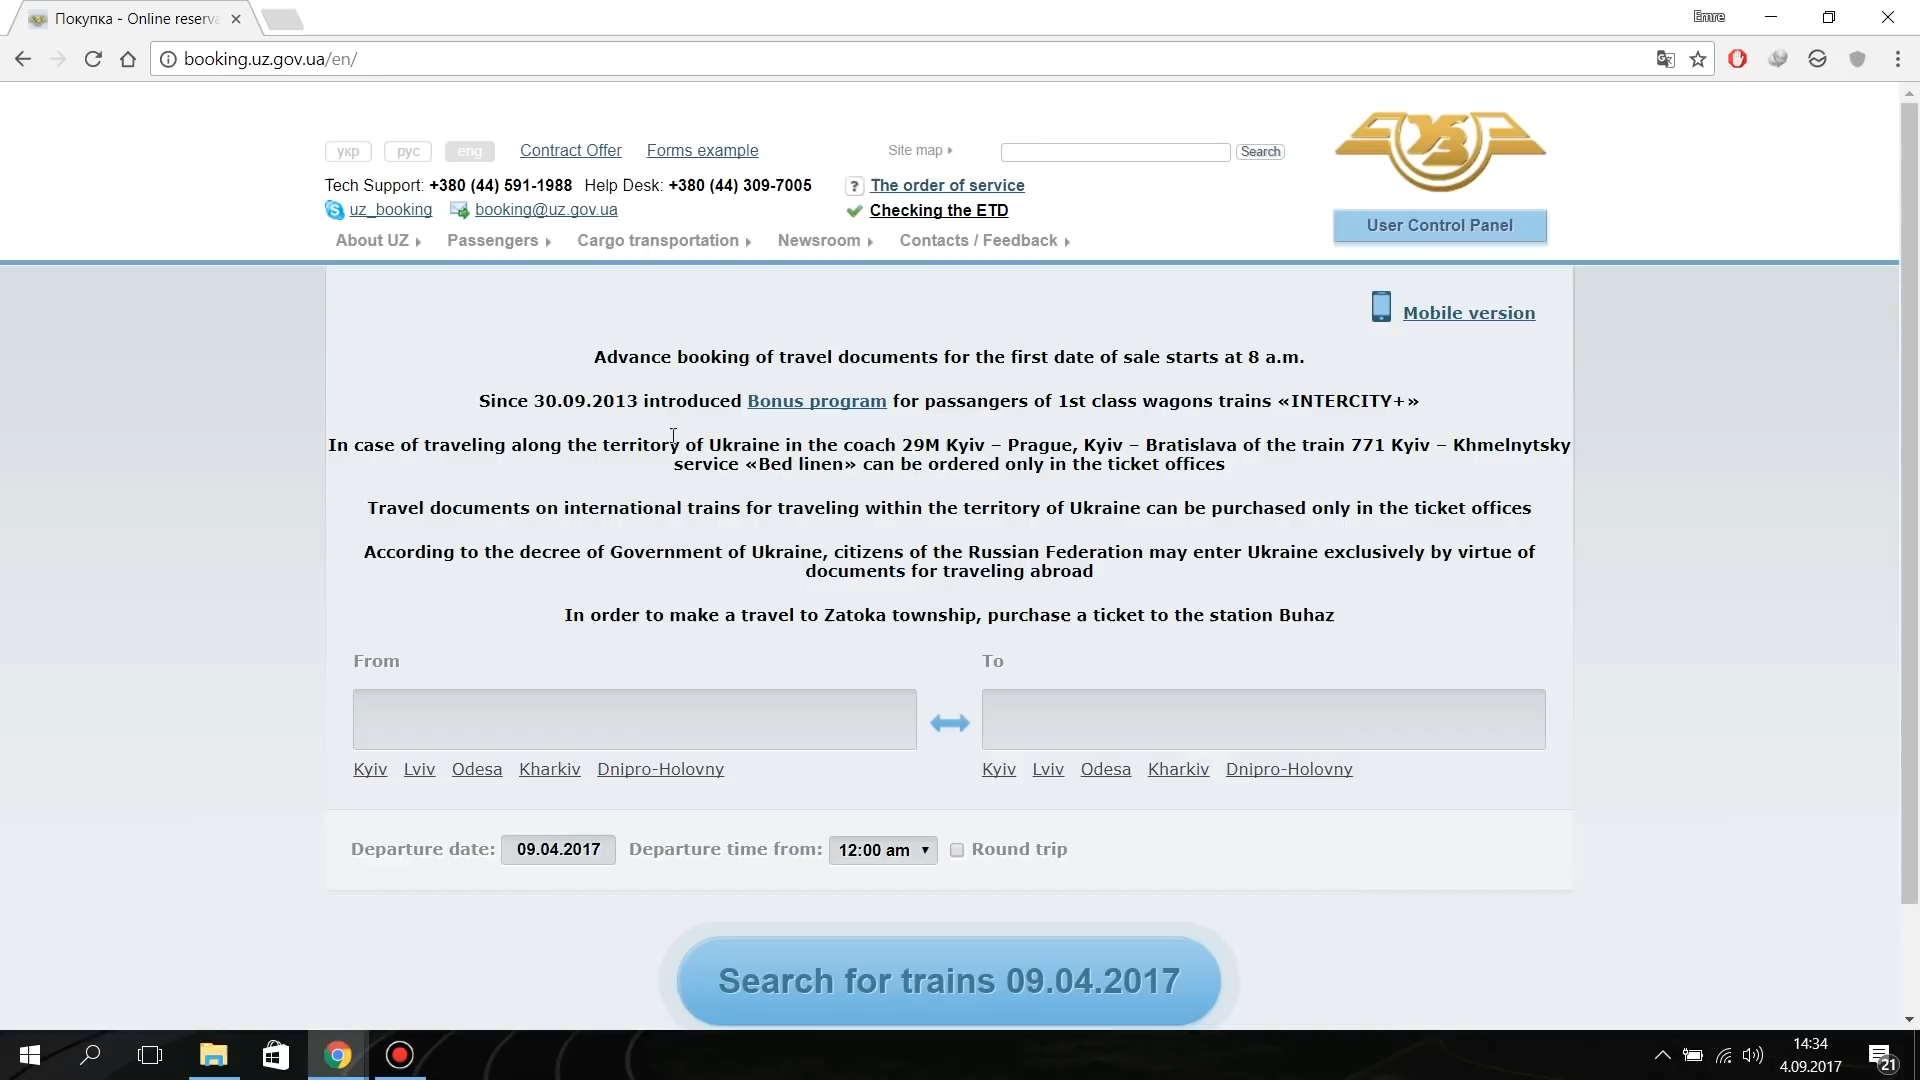 Покупка - Online reserva
Emre
booking.uz.gov.ua/en/
укр рус eng Contract Offer Forms example Site map Search
Tech Support: +380 (44) 591-1988 Help Desk: +380 (44) 309-7005 ? The order of service
uz_booking booking@uz.gov.ua Checking the ETD
User Control Panel
About UZ Passengers Cargo transportation Newsroom Contacts / Feedback
Mobile version
Advance booking of travel documents for the first date of sale starts at 8 a.m.
Since 30.09.2013 introduced Bonus program for passangers of 1st class wagons trains «INTERCITY+»
In case of traveling along the territory of Ukraine in the coach 29M Kyiv – Prague, Kyiv – Bratislava of the train 771 Kyiv – Khmelnytsky
service «Bed linen» can be ordered only in the ticket offices
Travel documents on international trains for traveling within the territory of Ukraine can be purchased only in the ticket offices
According to the decree of Government of Ukraine, citizens of the Russian Federation may enter Ukraine exclusively by virtue of
documents for traveling abroad
In order to make a travel to Zatoka township, purchase a ticket to the station Buhaz
From To
Kyiv Lviv Odesa Kharkiv Dnipro-Holovny Kyiv Lviv Odesa Kharkiv Dnipro-Holovny
Departure date: 09.04.2017 Departure time from: 12:00 am Round trip
Search for trains 09.04.2017
14:34
4.09.2017
21